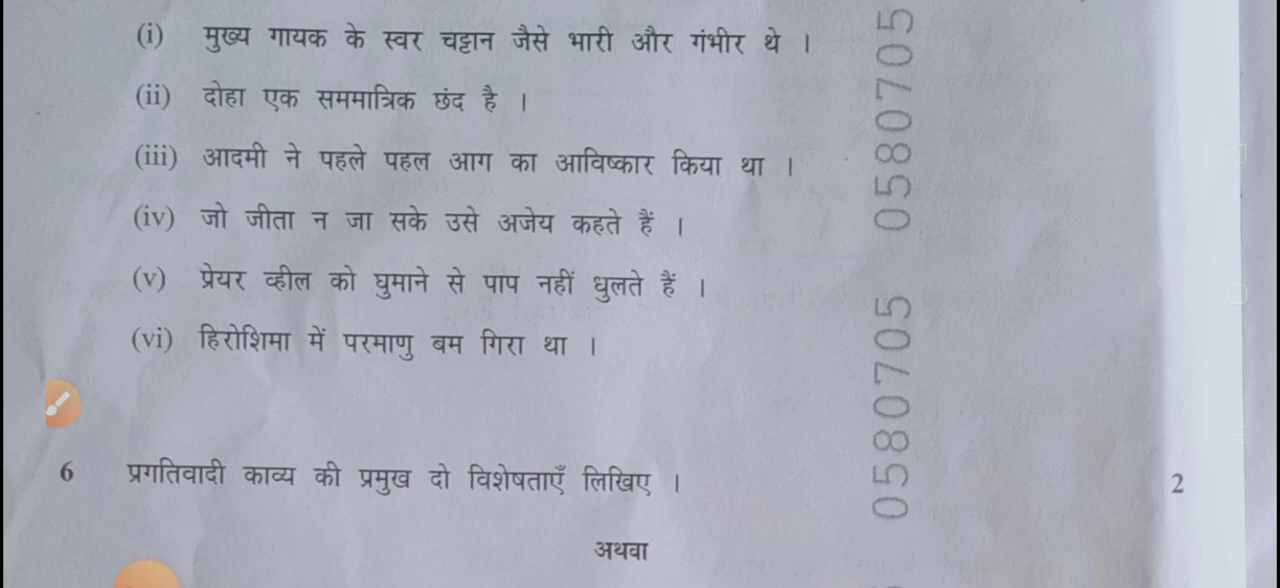 (i) मुख्य गायक के स्वर चट्टान जैसे भारी और गंभीर थे ।
(ii) दोहा एक सममात्रिक छंद है ।
(iii) आदमी ने पहले पहल आग का आविष्कार किया था ।
(iv) जो जीता न जा सके उसे अजेय कहते हैं ।
(v) प्रेयर व्हील को घुमाने से पाप नहीं धुलते हैं ।
(vi) हिरोशिमा में परमाणु बम गिरा था ।
6 प्रगतिवादी काव्य की प्रमुख दो विशेषताएँ लिखिए । 2
अथवा
0580705 0580705